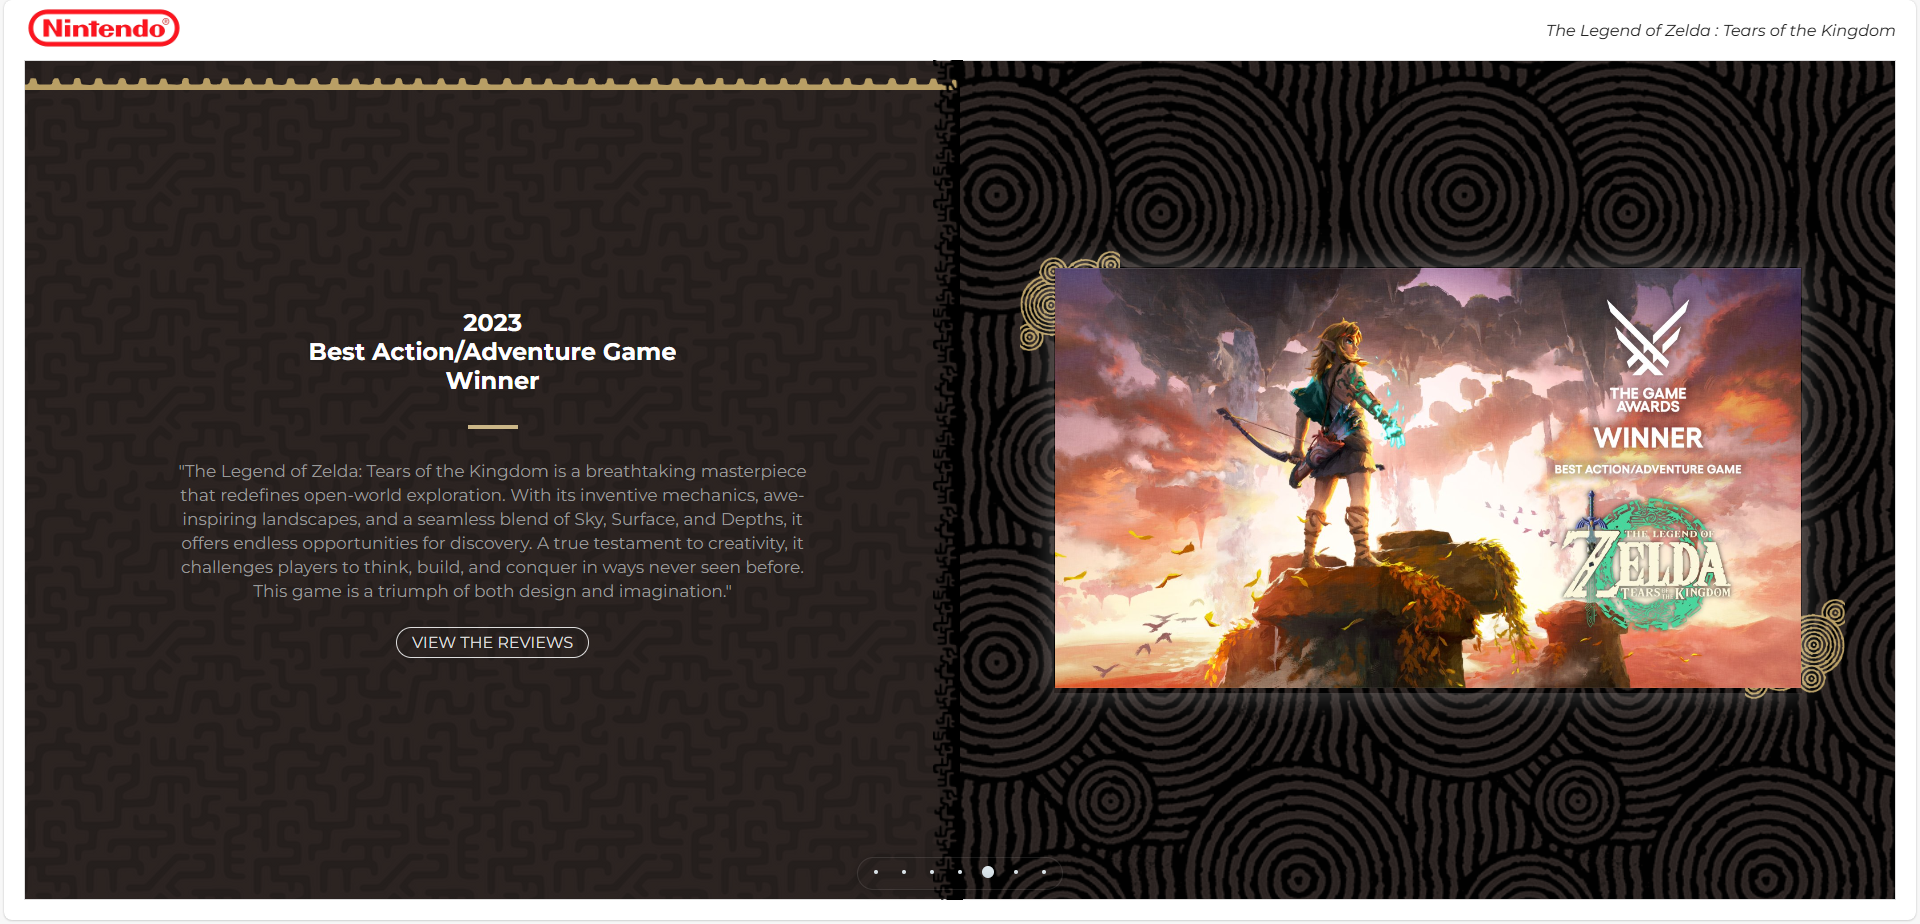 Nintendo®
The Legend of Zelda : Tears of the Kingdom
2023
Best Action/Adventure Game
Winner
"The Legend of Zelda: Tears of the Kingdom is a breathtaking masterpiece
that redefines open-world exploration. With its inventive mechanics, awe-
inspiring landscapes, and a seamless blend of Sky, Surface, and Depths, it
offers endless opportunities for discovery. A true testament to creativity, it
challenges players to think, build, and conquer in ways never seen before.
This game is a triumph of both design and imagination."
VIEW THE REVIEWS
THE GAME
AWARDS
WINNER
BEST ACTION/ADVENTURE GAME
THE LEGEND OF
ZELDA
TEARS OF THE KINGDOM